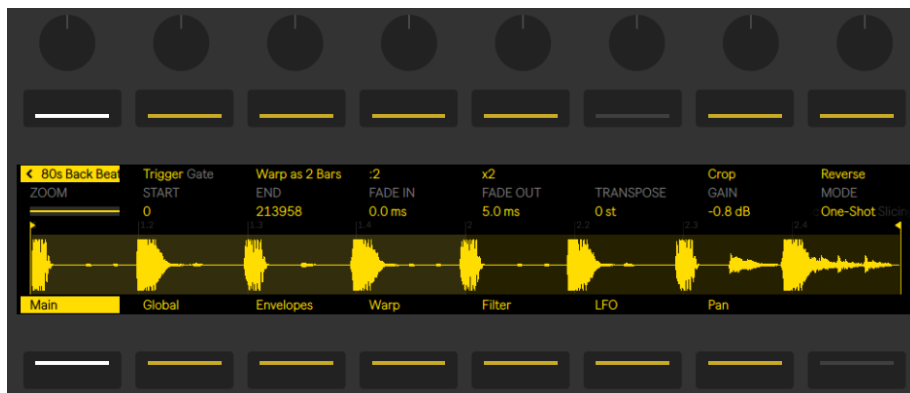 < 80s Back Beat Trigger Gate Warp as 2 Bars :2 x2 Crop Reverse
ZOOM START END FADE IN FADE OUT TRANSPOSE GAIN MODE
0 213958 0.0 ms 5.0 ms 0 st -0.8 dB One-Shot Slicin
1.2 1.3 1.4 2 2.2 2.3 2.4
Main Global Envelopes Warp Filter LFO Pan